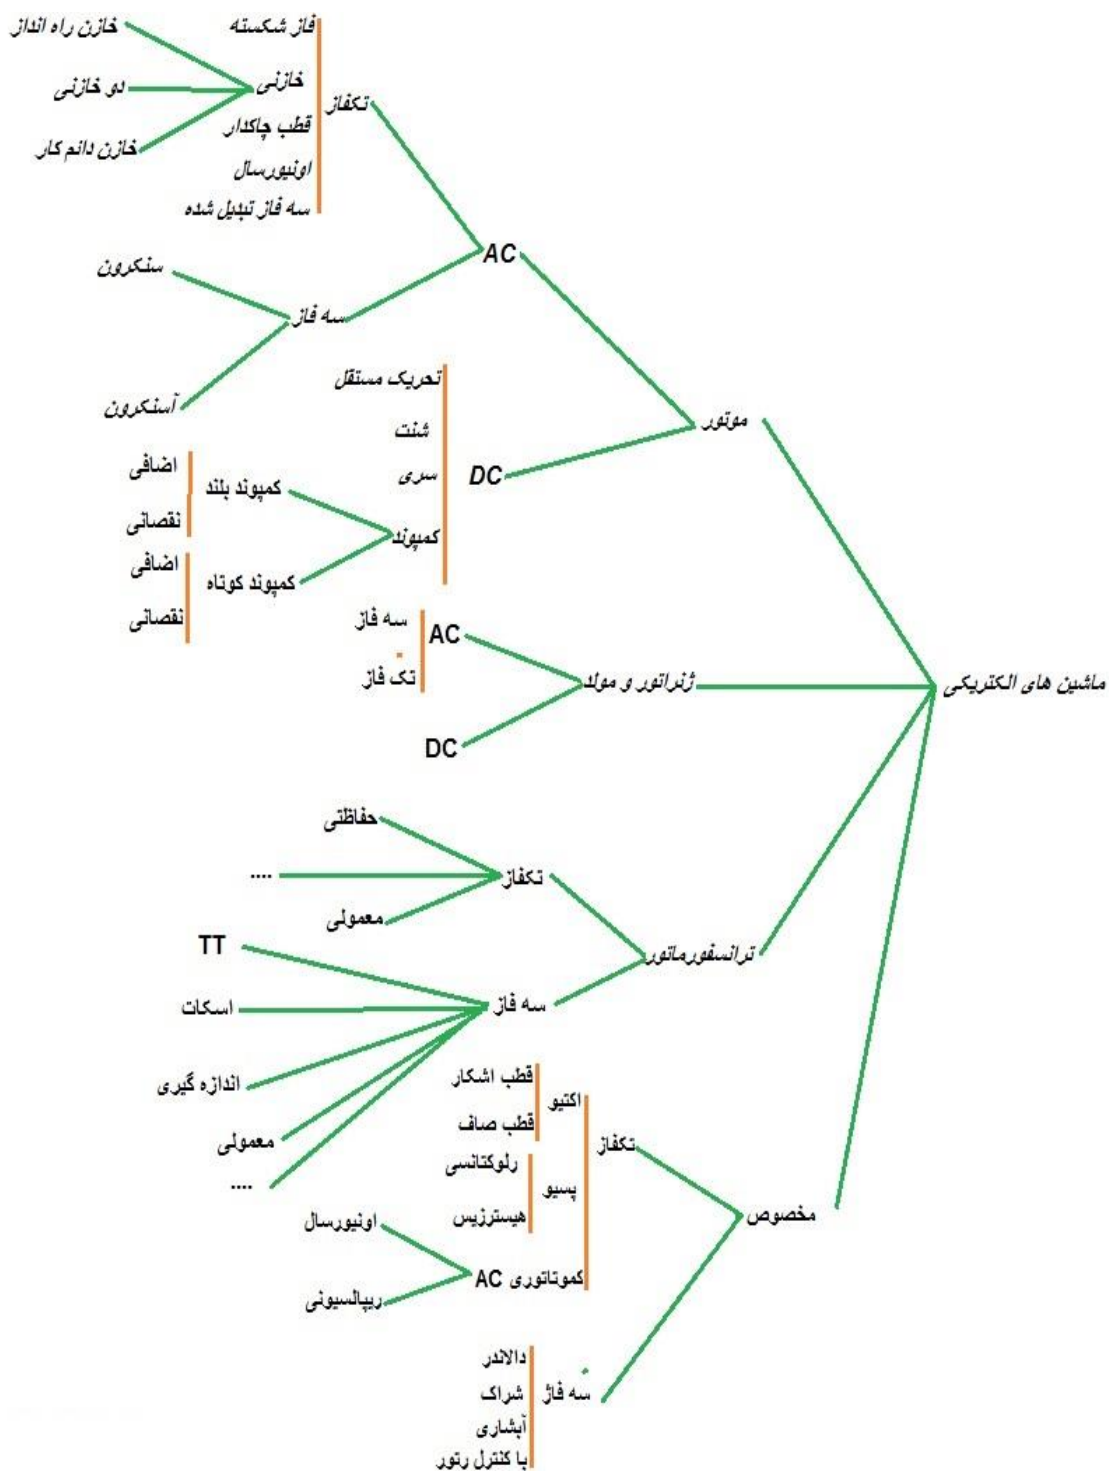 ماشین های الکتریکی
موتور
AC
تکفاز
فاز شکسته
خازنی
خازن راه انداز
دو خازنی
خازن دائم کار
قطب چاکدار
اونیورسال
سه فاز تبدیل شده
سه فاز
سنکرون
آسنکرون
DC
تحریک مستقل
شنت
سری
کمپوند
کمپوند بلند
اضافی
نقصانی
کمپوند کوتاه
اضافی
نقصانی
ژنراتور و مولد
AC
سه فاز
تک فاز
DC
ترانسفورماتور
تکفاز
حفاظتی
....
معمولی
سه فاز
TT
اسکات
اندازه گیری
معمولی
....
مخصوص
تکفاز
اکتیو
قطب اشکار
قطب صاف
پسیو
رلوکتانسی
هیسترزیس
کموتاتوری AC
اونیورسال
ریپالسیونی
سه فاژ
دالاندر
شراک
آبشاری
با کنترل رتور